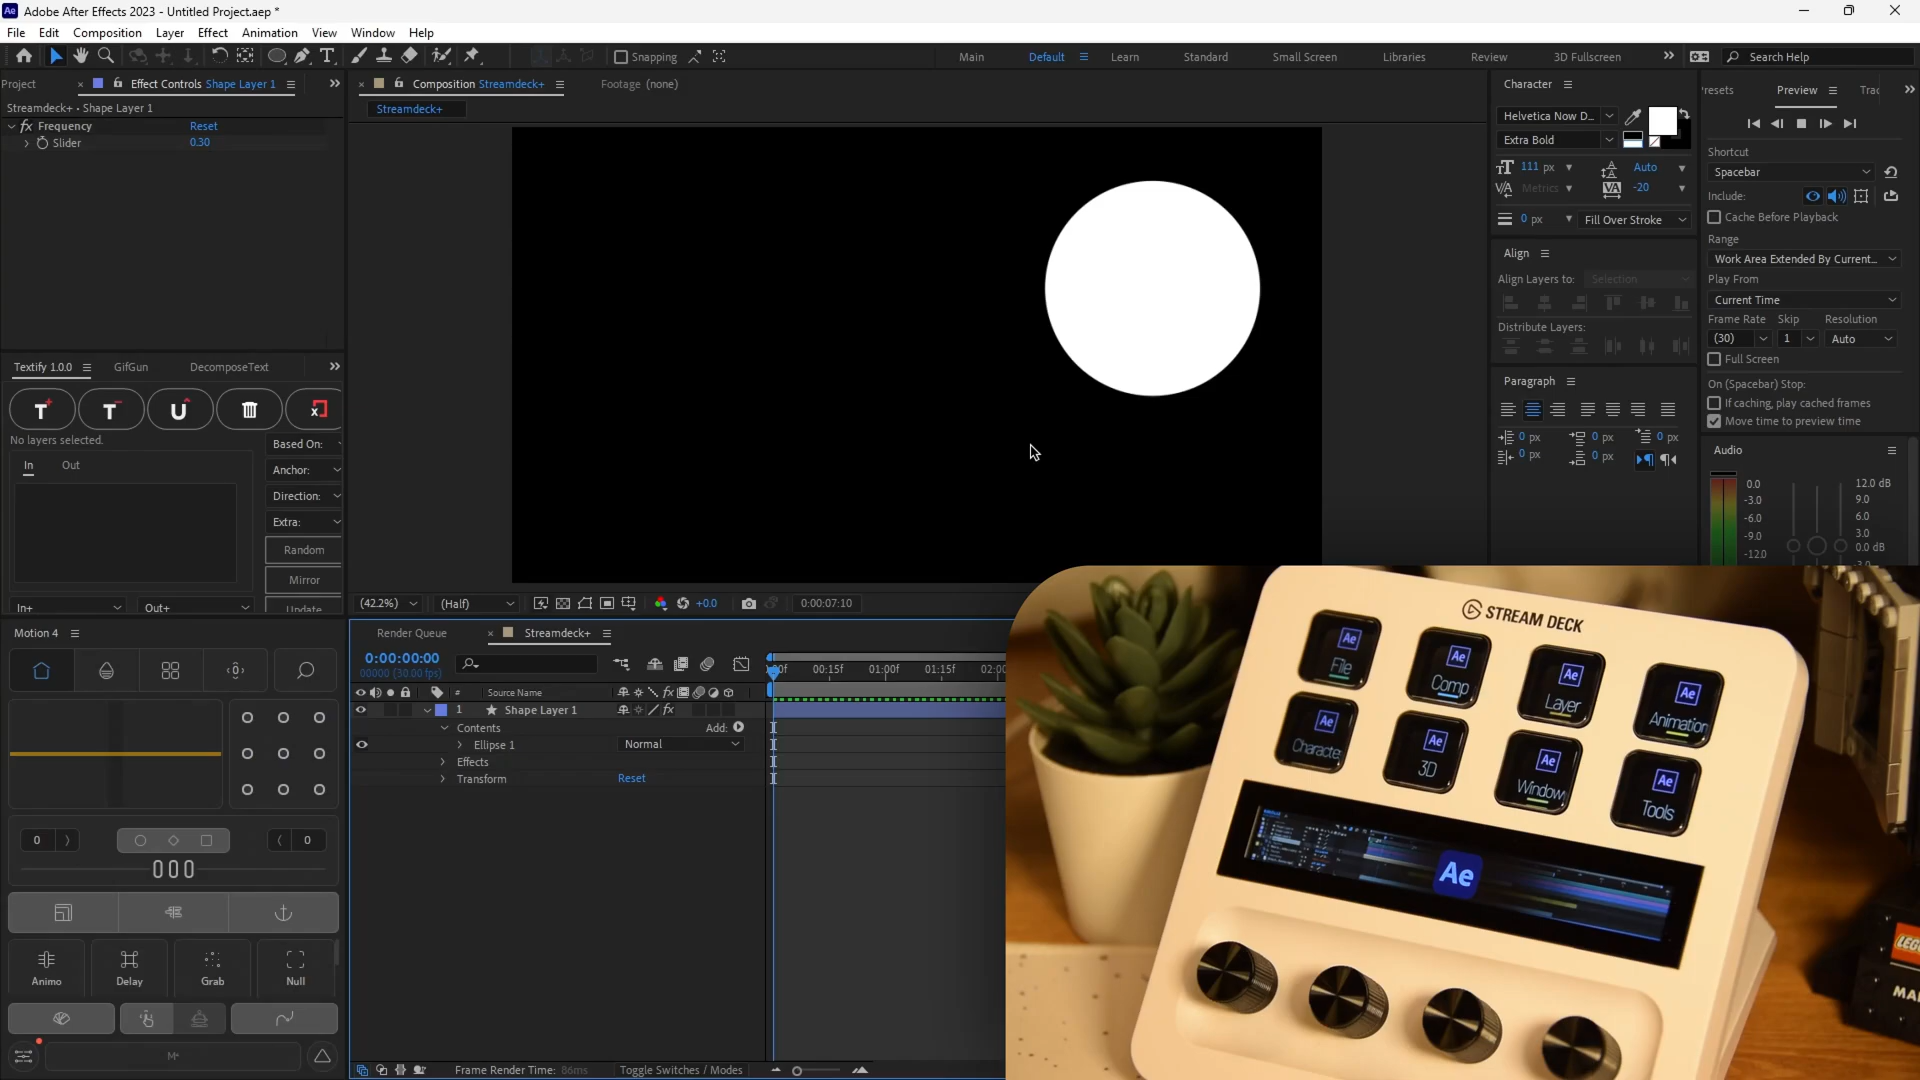 Adobe After Effects 2023 - Untitled Project.aep *
File Edit Composition Layer Effect Animation View Window Help
Snapping
Main Default Learn Standard Small Screen Libraries Review 3D Fullscreen Search Help
Project Effect Controls Shape Layer 1
Streamdeck+ • Shape Layer 1
fx Frequency Reset
Slider 0.30
Composition Streamdeck+ Footage (none)
Streamdeck+
Character
Helvetica Now D...
Extra Bold
111 px Auto
Metrics -20
0 px Fill Over Stroke
Align
Align Layers to: Selection
Distribute Layers:
Paragraph
0 px 0 px 0 px
0 px 0 px
Presets Preview Trac
Shortcut
Spacebar
Include:
Cache Before Playback
Range
Work Area Extended By Current...
Play From
Current Time
Frame Rate Skip Resolution
(30) 1 Auto
Full Screen
On (Spacebar) Stop:
If caching, play cached frames
Move time to preview time
Audio
0.0 12.0 dB
-3.0 9.0
-6.0 6.0
-9.0 3.0
-12.0 0.0 dB
Textify 1.0.0 GifGun DecomposeText
No layers selected.
In Out
Based On:
Anchor:
Direction:
Extra:
Random
Mirror
Update
In+ Out+
Motion 4
0 0
Animo Delay Grab Null
(42.2%) (Half) +0.0 0:00:07:10
Render Queue Streamdeck+
0:00:00:00
00000 (30.00 fps)
00:15f 01:00f 01:15f
# Source Name
1 Shape Layer 1
Contents Add:
Ellipse 1 Normal
Effects
Transform Reset
Frame Render Time: 86ms Toggle Switches / Modes
STREAM DECK
Ae File
Ae Comp
Ae Layer
Ae Animation
Ae Character
Ae 3D
Ae Window
Ae Tools
Ae